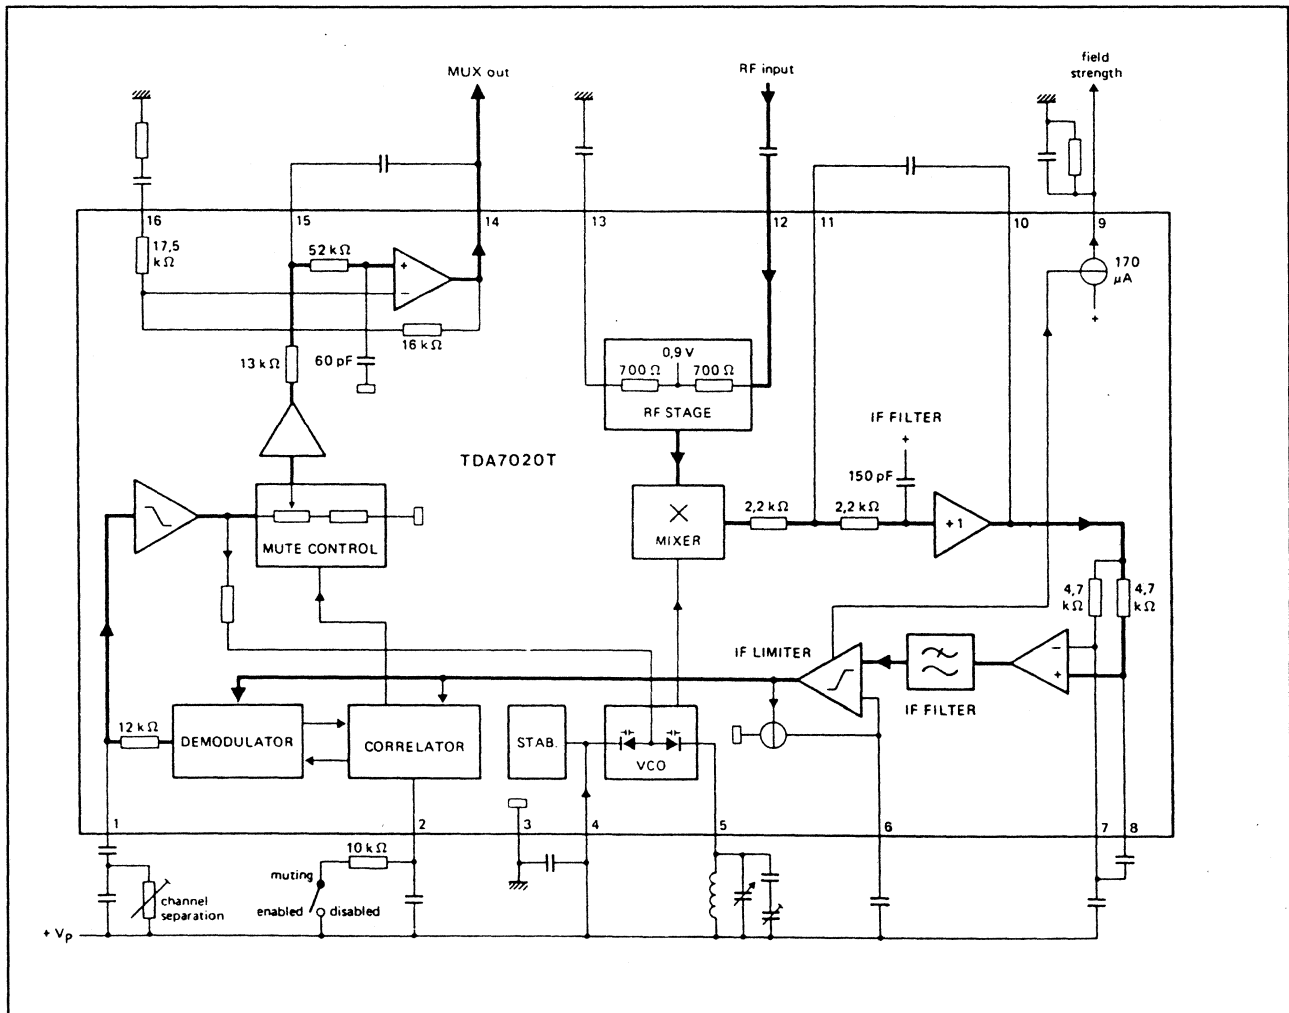 MUX out
RF input
field
strength
16
15
14
13
12
11
10
9
17,5
kΩ
52 kΩ
+
−
16 kΩ
13 kΩ
60 pF
170
μA
+
0,9 V
700 Ω
700 Ω
RF STAGE
TDA7020T
IF FILTER
+
150 pF
2,2 kΩ
2,2 kΩ
+1
MIXER
MUTE CONTROL
4,7
kΩ
4,7
kΩ
IF LIMITER
−
+
IF FILTER
12 kΩ
DEMODULATOR
CORRELATOR
STAB.
VCO
1
2
3
4
5
6
7
8
10 kΩ
muting
enabled
disabled
channel
separation
+ VP